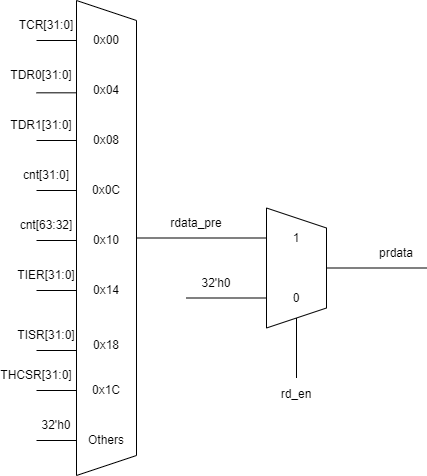 TCR[31:0]
0x00
TDR0[31:0]
0x04
TDR1[31:0]
0x08
cnt[31:0]
0x0C
cnt[63:32]
0x10
rdata_pre
1
prdata
TIER[31:0]
0x14
32'h0
0
TISR[31:0]
0x18
THCSR[31:0]
0x1C
rd_en
32'h0
Others